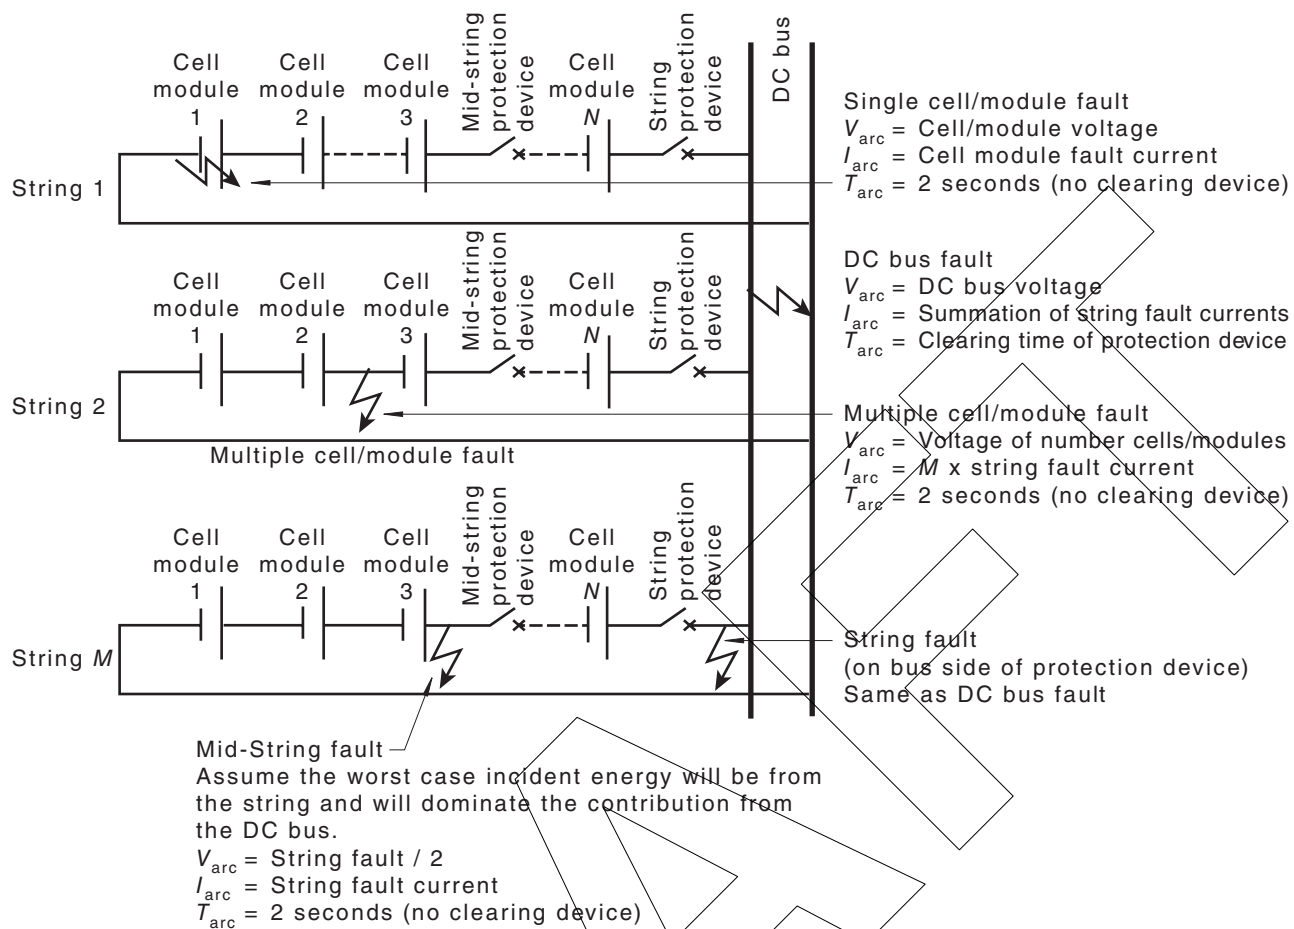 Cell module 1
Cell module 2
Cell module 3
Mid-string protection device
Cell module N
String protection device
DC bus
String 1
Single cell/module fault
Varc = Cell/module voltage
Iarc = Cell module fault current
Tarc = 2 seconds (no clearing device)
DC bus fault
Varc = DC bus voltage
Iarc = Summation of string fault currents
Tarc = Clearing time of protection device
Cell module 1
Cell module 2
Cell module 3
Mid-string protection device
Cell module N
String protection device
String 2
Multiple cell/module fault
Multiple cell/module fault
Varc = Voltage of number cells/modules
Iarc = M x string fault current
Tarc = 2 seconds (no clearing device)
Cell module 1
Cell module 2
Cell module 3
Mid-string protection device
Cell module N
String protection device
String M
String fault
(on bus side of protection device)
Same as DC bus fault
Mid-String fault
Assume the worst case incident energy will be from
the string and will dominate the contribution from
the DC bus.
Varc = String fault / 2
Iarc = String fault current
Tarc = 2 seconds (no clearing device)